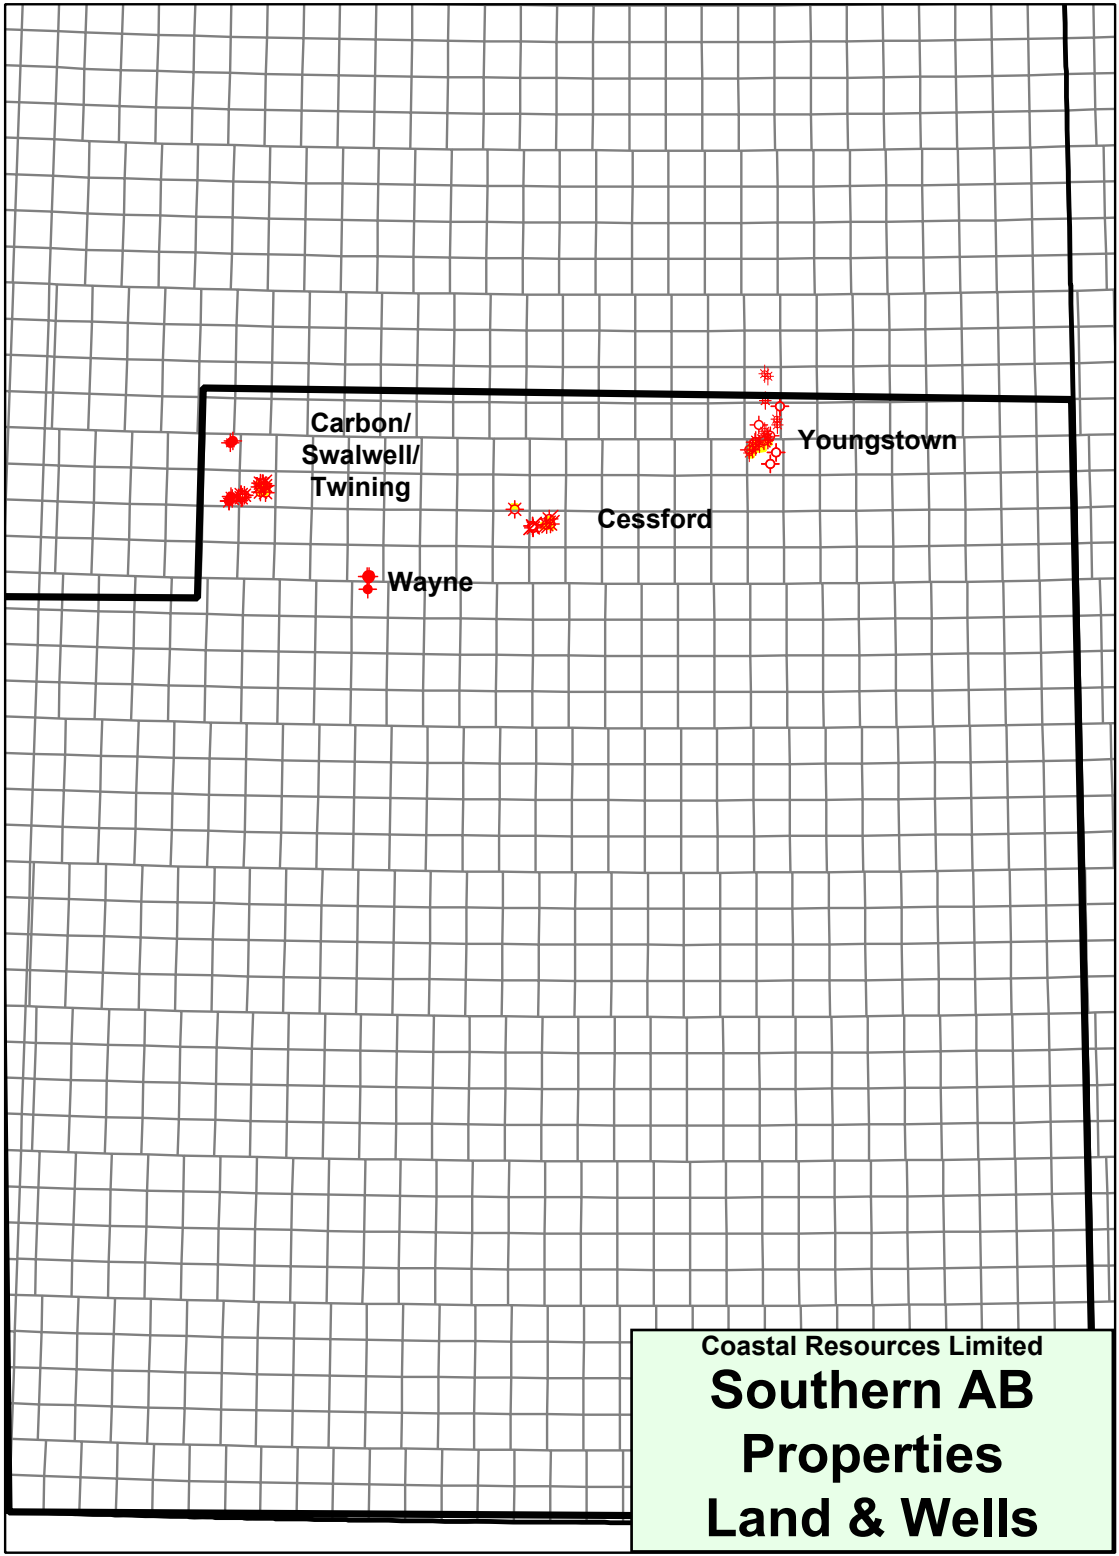 Carbon/
Swalwell/
Twining
Youngstown
Cessford
Wayne
Coastal Resources Limited
Southern AB
Properties
Land & Wells